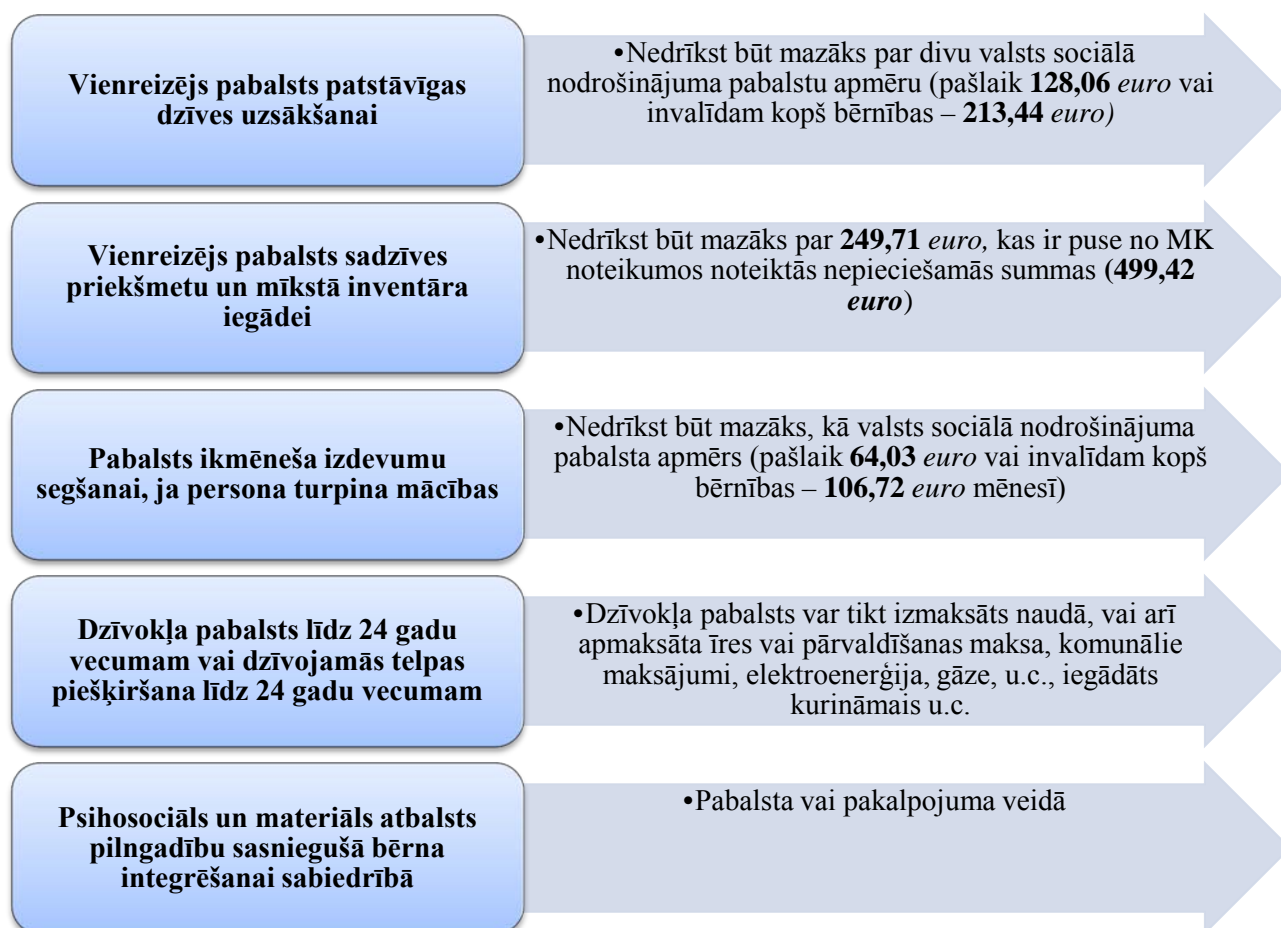 Vienreizējs pabalsts patstāvīgas
dzīves uzsākšanai
•Nedrīkst būt mazāks par divu valsts sociālā
nodrošinājuma pabalstu apmēru (pašlaik 128,06 euro vai
invalīdam kopš bērnības – 213,44 euro)
Vienreizējs pabalsts sadzīves
priekšmetu un mīkstā inventāra
iegādei
•Nedrīkst būt mazāks par 249,71 euro, kas ir puse no MK
noteikumos noteiktās nepieciešamās summas (499,42
euro)
Pabalsts ikmēneša izdevumu
segšanai, ja persona turpina mācības
•Nedrīkst būt mazāks, kā valsts sociālā nodrošinājuma
pabalsta apmērs (pašlaik 64,03 euro vai invalīdam kopš
bērnības – 106,72 euro mēnesī)
Dzīvokļa pabalsts līdz 24 gadu
vecumam vai dzīvojamās telpas
piešķiršana līdz 24 gadu vecumam
•Dzīvokļa pabalsts var tikt izmaksāts naudā, vai arī
apmaksāta īres vai pārvaldīšanas maksa, komunālie
maksājumi, elektroenerģija, gāze, u.c., iegādāts
kurināmais u.c.
Psihosociāls un materiāls atbalsts
pilngadību sasniegušā bērna
integrēšanai sabiedrībā
•Pabalsta vai pakalpojuma veidā